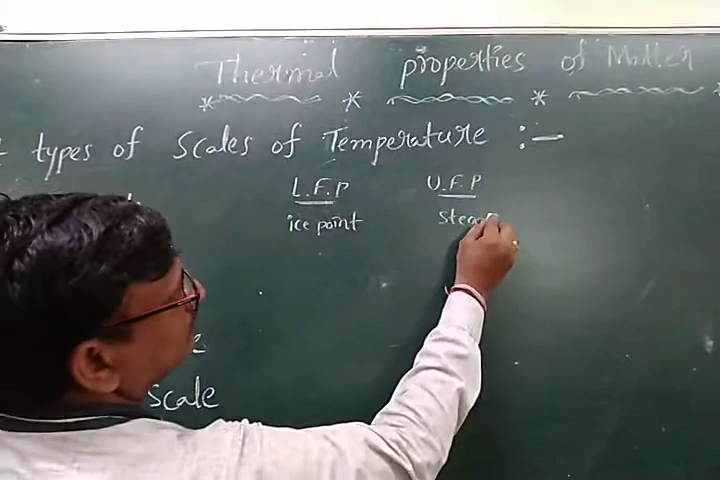 Thermal properties of Matter
types of Scales of Temperature :-
L.F.P U.F.P
ice point
Scale